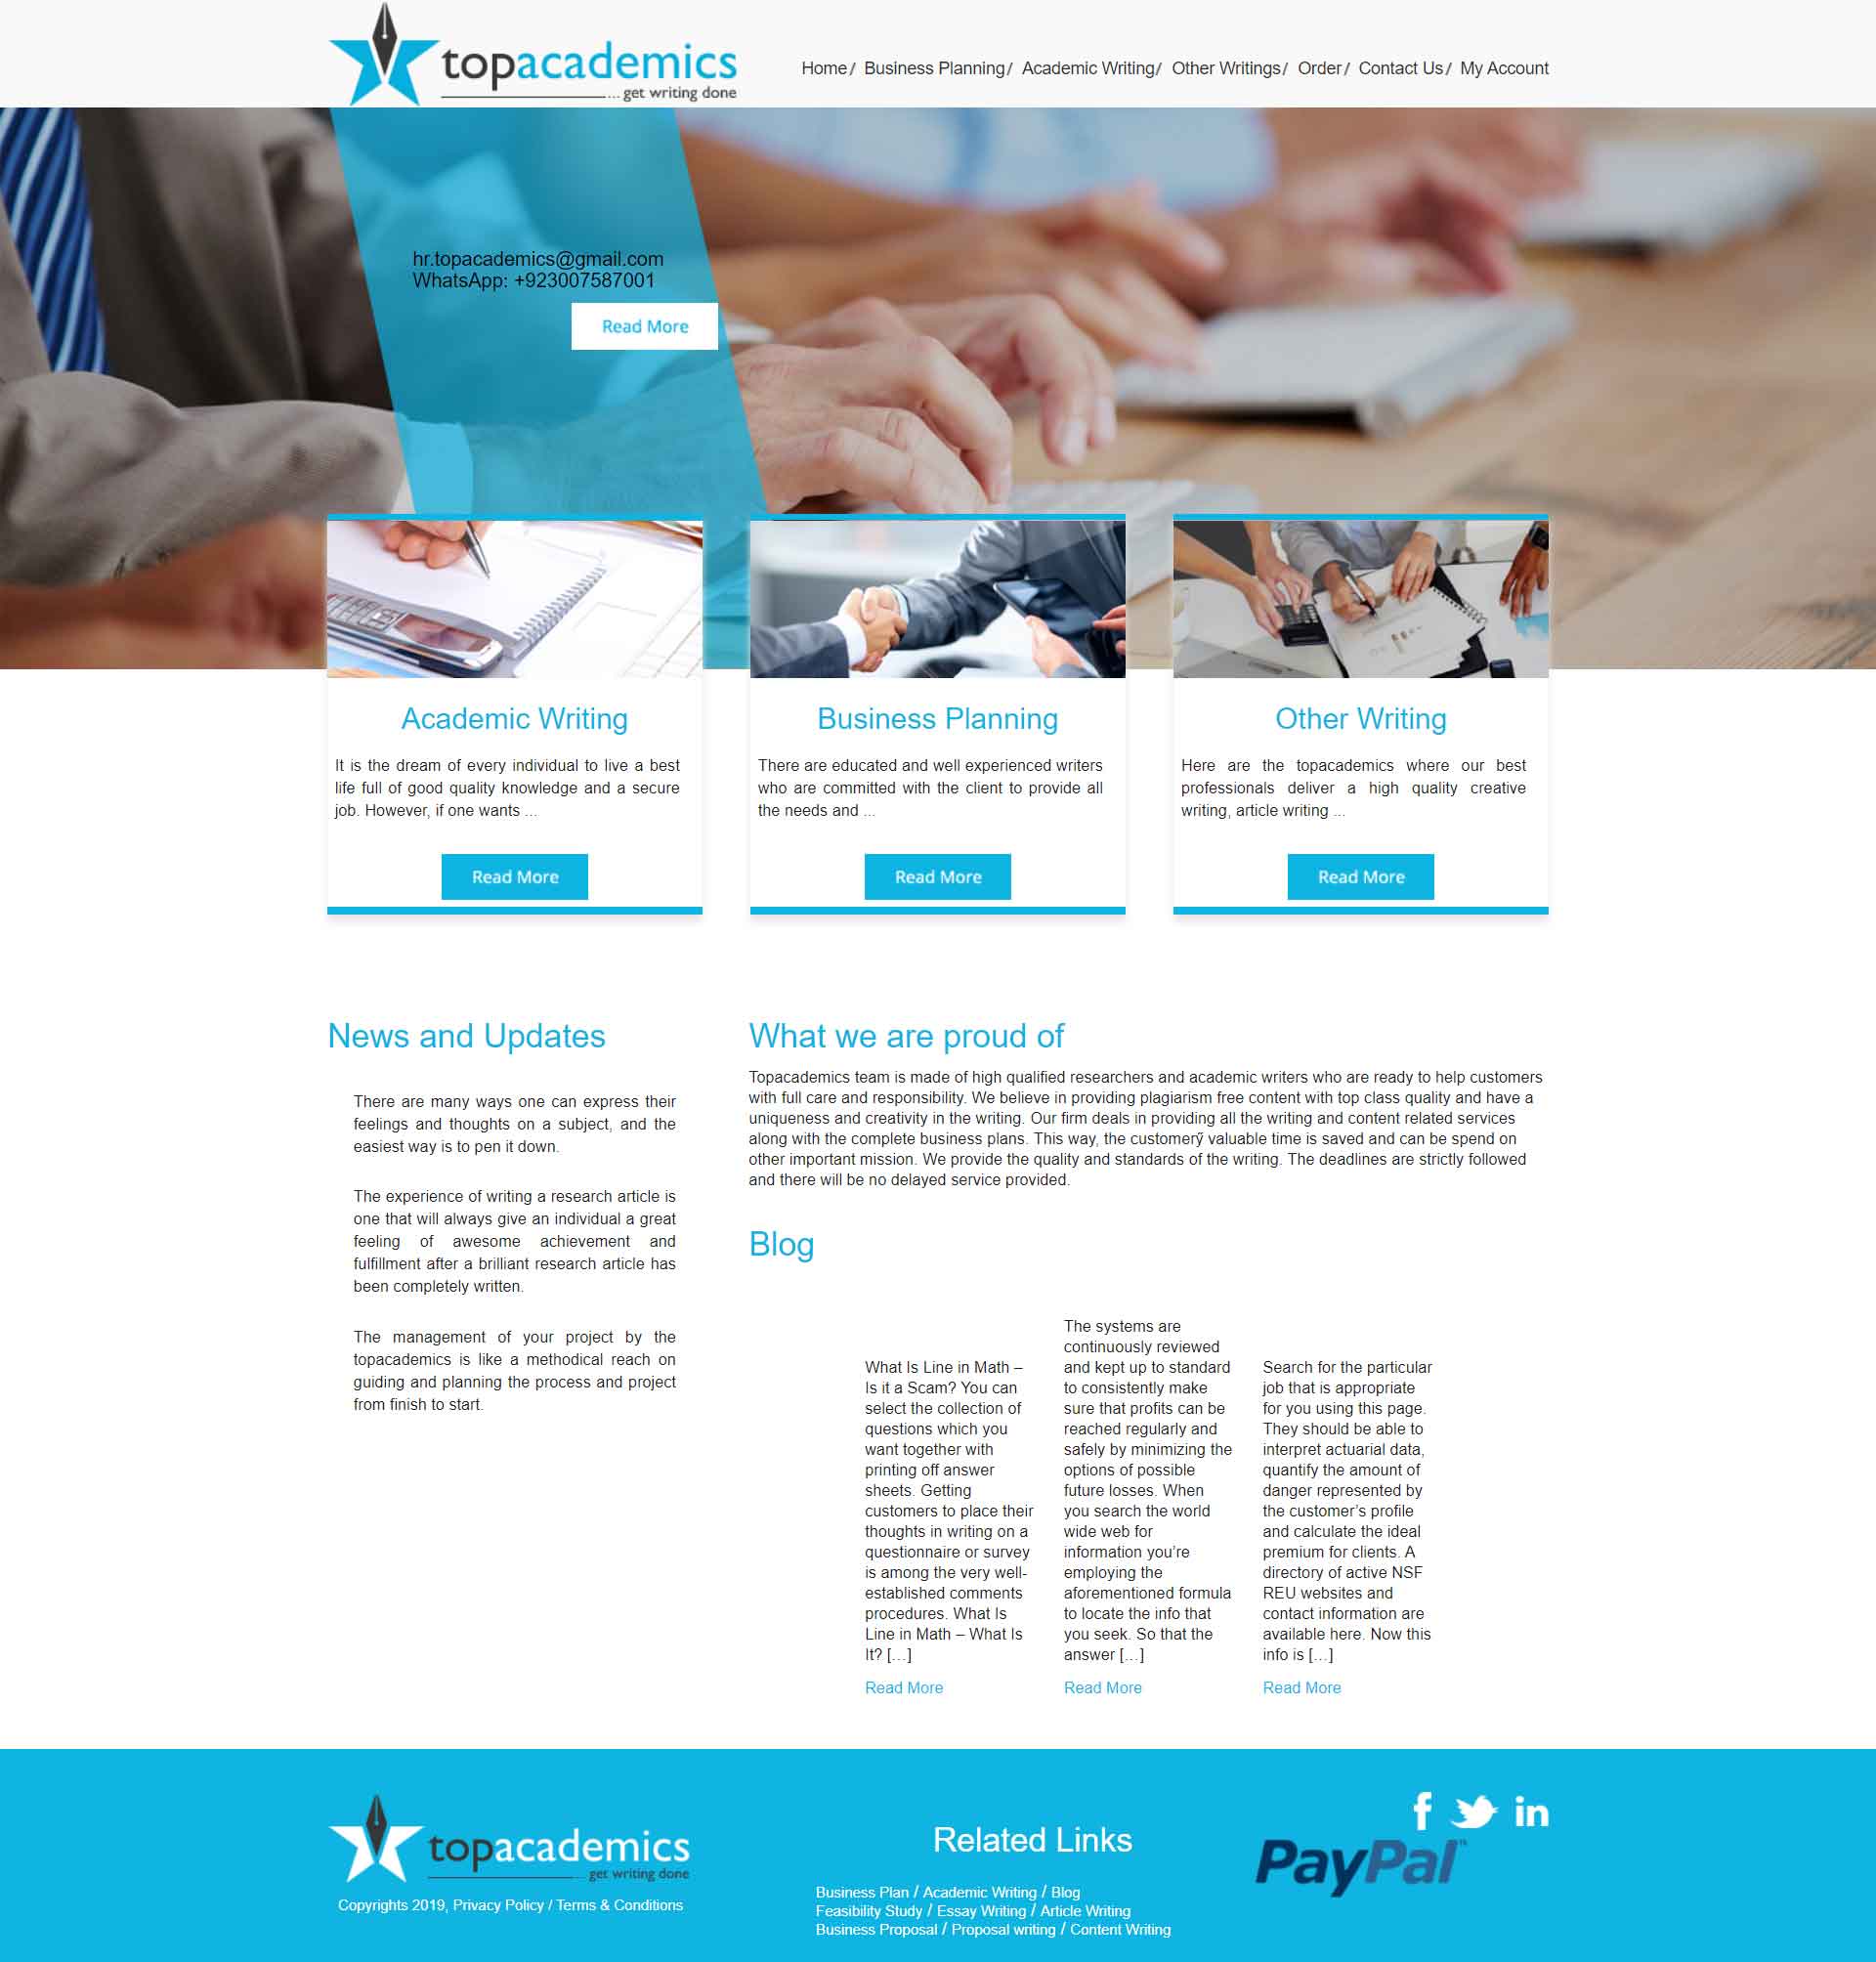 topacademics
... get writing done
Home / Business Planning / Academic Writing / Other Writings / Order / Contact Us / My Account
hr.topacademics@gmail.com
WhatsApp: +923007587001
Read More
Academic Writing
It is the dream of every individual to live a best
life full of good quality knowledge and a secure
job. However, if one wants ...
Read More
Business Planning
There are educated and well experienced writers
who are committed with the client to provide all
the needs and ...
Read More
Other Writing
Here are the topacademics where our best
professionals deliver a high quality creative
writing, article writing ...
Read More
News and Updates
There are many ways one can express their
feelings and thoughts on a subject, and the
easiest way is to pen it down.
The experience of writing a research article is
one that will always give an individual a great
feeling of awesome achievement and
fulfillment after a brilliant research article has
been completely written.
The management of your project by the
topacademics is like a methodical reach on
guiding and planning the process and project
from finish to start.
What we are proud of
Topacademics team is made of high qualified researchers and academic writers who are ready to help customers
with full care and responsibility. We believe in providing plagiarism free content with top class quality and have a
uniqueness and creativity in the writing. Our firm deals in providing all the writing and content related services
along with the complete business plans. This way, the customerӳ valuable time is saved and can be spend on
other important mission. We provide the quality and standards of the writing. The deadlines are strictly followed
and there will be no delayed service provided.
Blog
What Is Line in Math –
Is it a Scam? You can
select the collection of
questions which you
want together with
printing off answer
sheets. Getting
customers to place their
thoughts in writing on a
questionnaire or survey
is among the very well-
established comments
procedures. What Is
Line in Math – What Is
It? […]
Read More
The systems are
continuously reviewed
and kept up to standard
to consistently make
sure that profits can be
reached regularly and
safely by minimizing the
options of possible
future losses. When
you search the world
wide web for
information you’re
employing the
aforementioned formula
to locate the info that
you seek. So that the
answer […]
Read More
Search for the particular
job that is appropriate
for you using this page.
They should be able to
interpret actuarial data,
quantify the amount of
danger represented by
the customer’s profile
and calculate the ideal
premium for clients. A
directory of active NSF
REU websites and
contact information are
available here. Now this
info is […]
Read More
topacademics
... get writing done
Copyrights 2019, Privacy Policy / Terms & Conditions
Related Links
Business Plan / Academic Writing / Blog
Feasibility Study / Essay Writing / Article Writing
Business Proposal / Proposal writing / Content Writing
f in
PayPal™